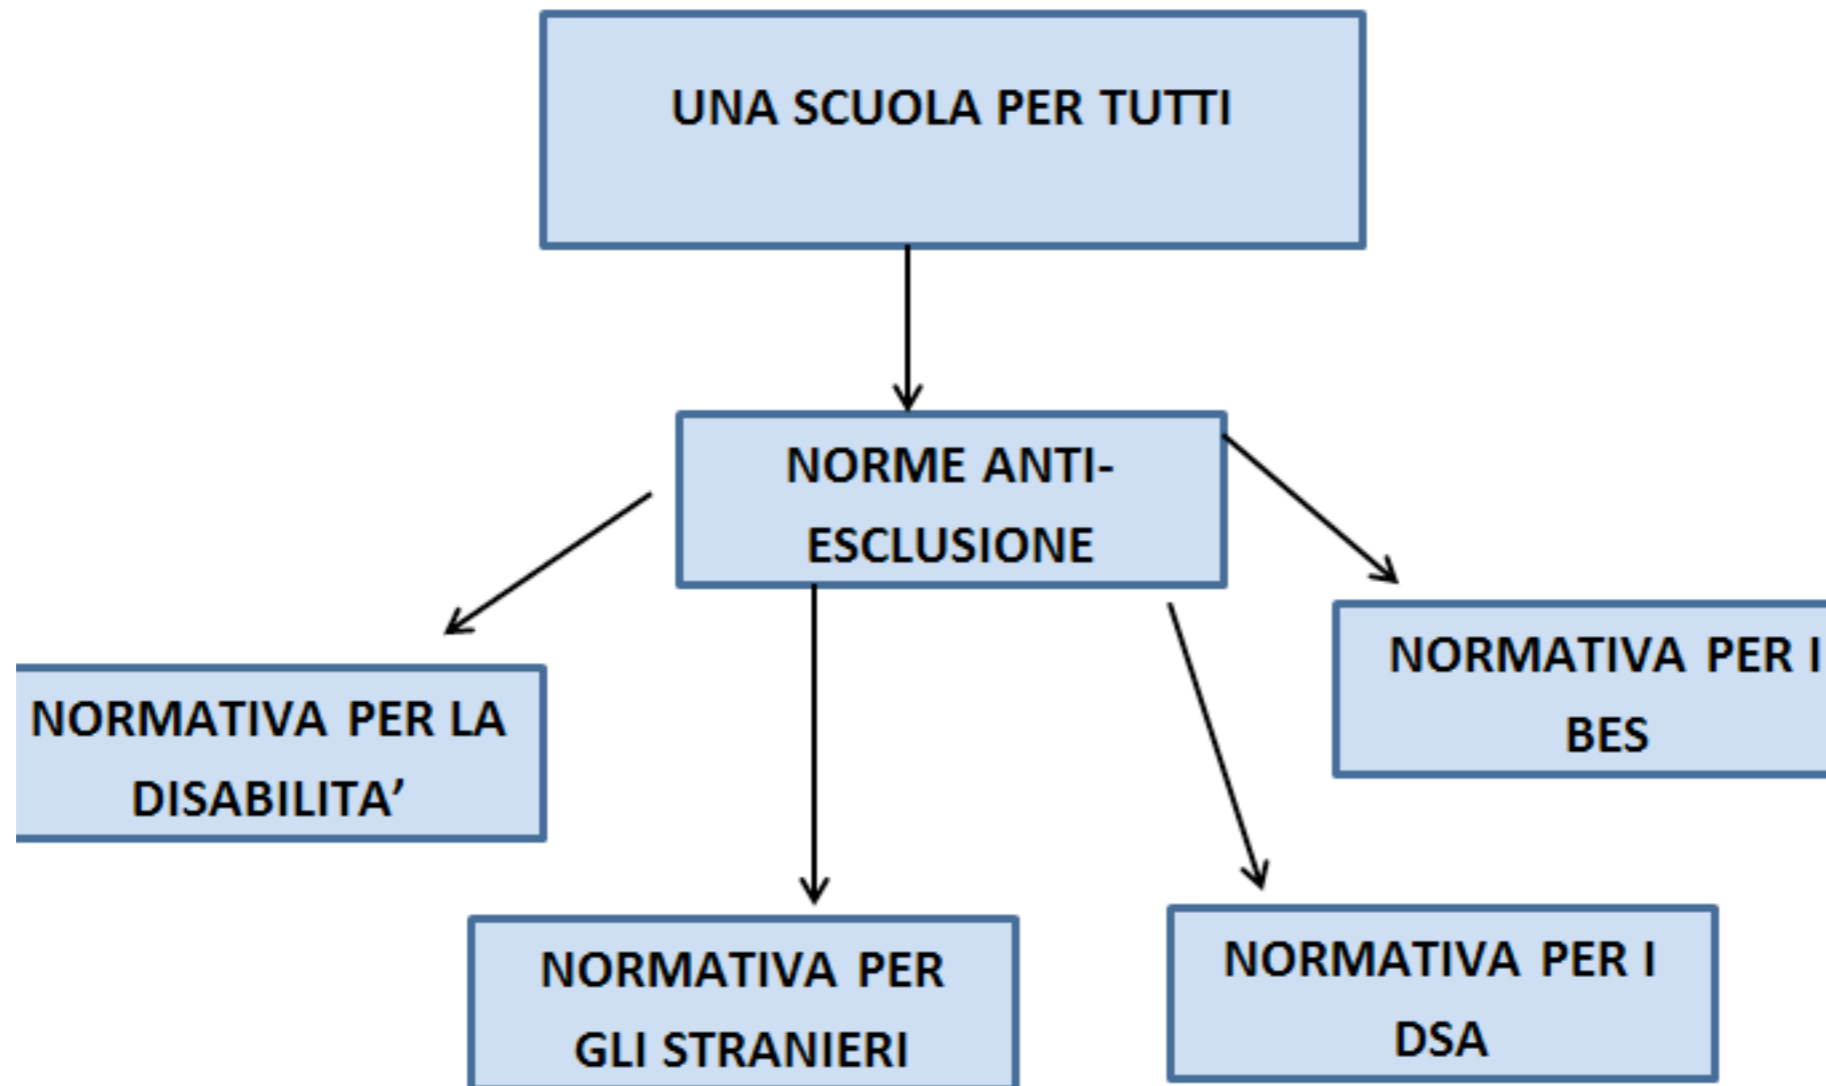 UNA SCUOLA PER TUTTI
NORME ANTI-
ESCLUSIONE
NORMATIVA PER I
BES
NORMATIVA PER LA
DISABILITA’
NORMATIVA PER
GLI STRANIERI
NORMATIVA PER I
DSA